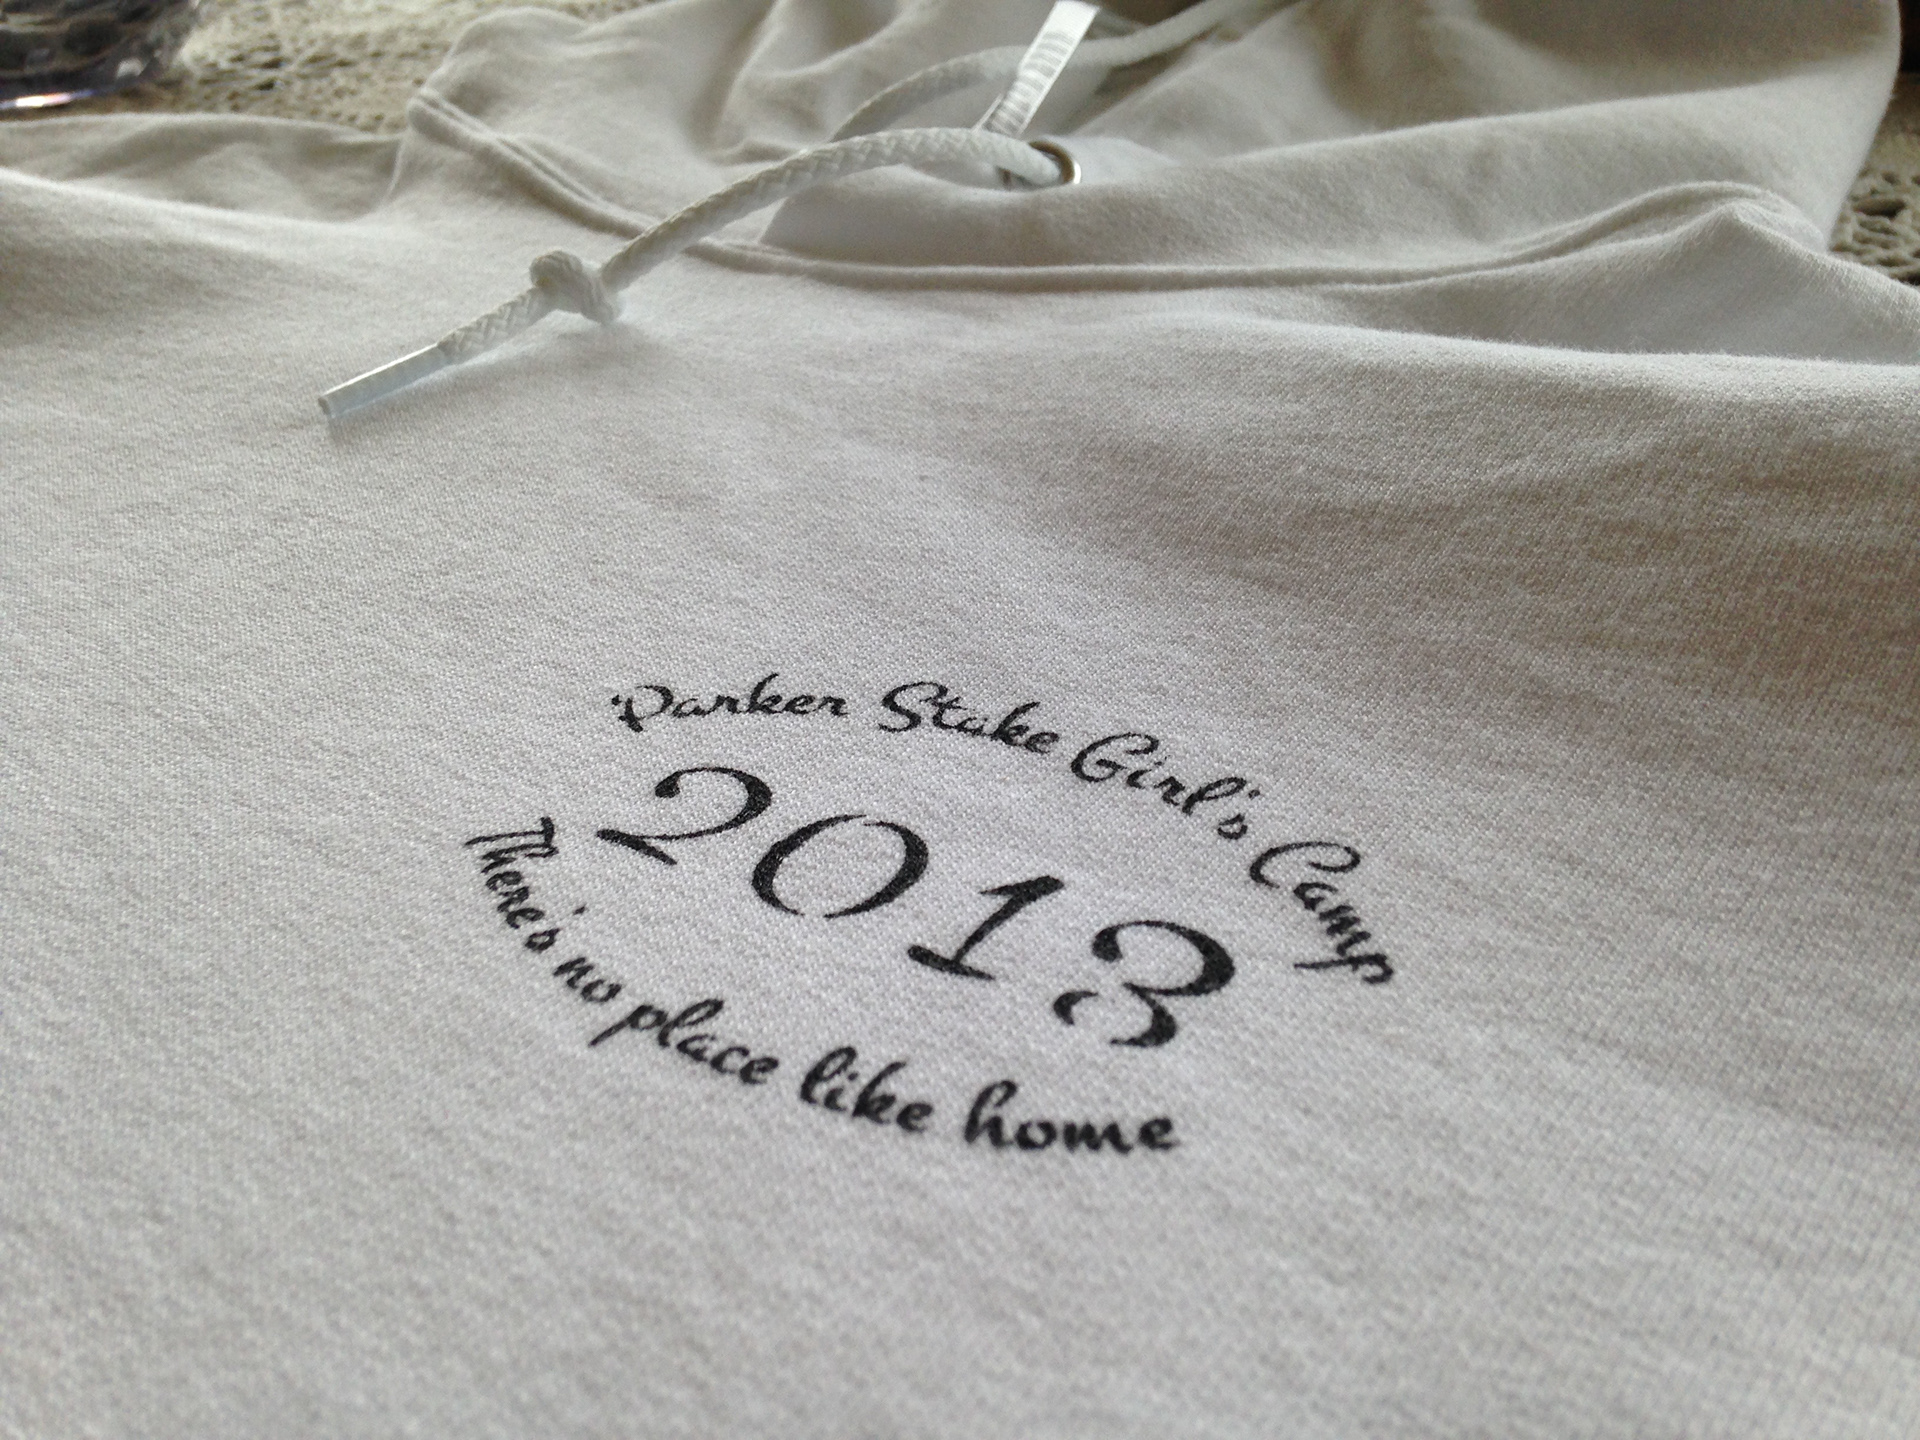 Parker Stake Girl's Camp
2013
There's no place like home